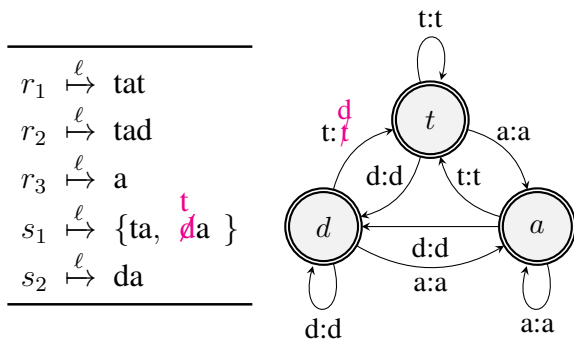 r₁ ↦ℓ tat
r₂ ↦ℓ tad
r₃ ↦ℓ a
t
s₁ ↦ℓ {ta, da }
s₂ ↦ℓ da
t:t
t
d
t:t
a:a
d:d
t:t
d
a
d:d
a:a
d:d
a:a